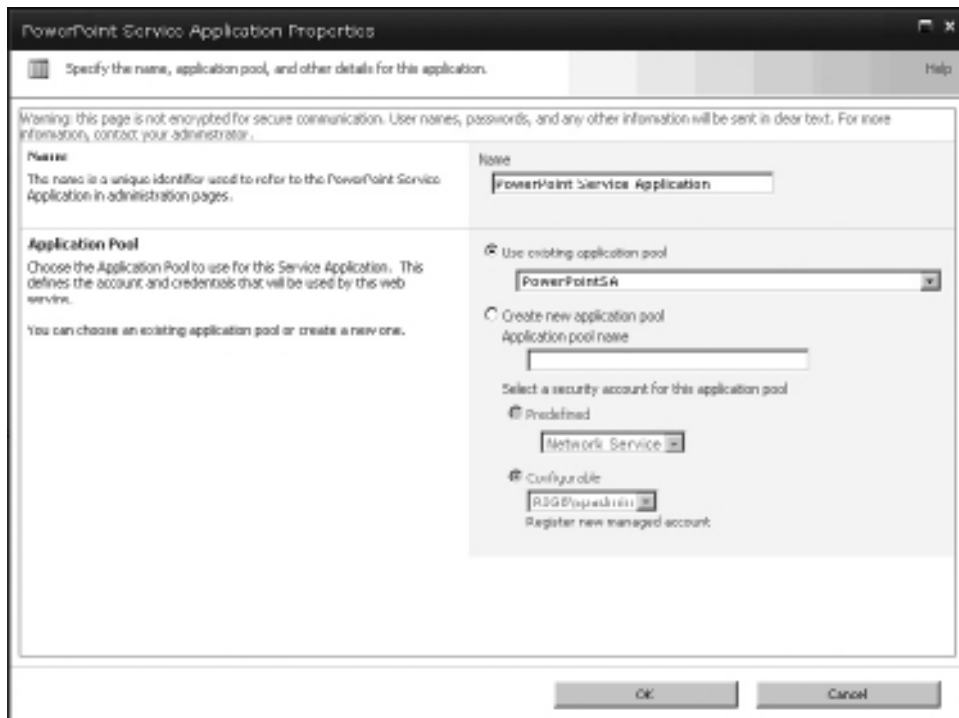 PowerPoint Service Application Properties
Specify the name, application pool, and other details for this application.
Help
Warning: this page is not encrypted for secure communication. User names, passwords, and any other information will be sent in clear text. For more
information, contact your administrator.
Name
The name is a unique identifier used to refer to the PowerPoint Service
Application in administration pages.
Name
PowerPoint Service Application
Application Pool
Choose the Application Pool to use for this Service Application. This
defines the account and credentials that will be used by this web
service.
You can choose an existing application pool or create a new one.
Use existing application pool
PowerPointSA
Create new application pool
Application pool name
Select a security account for this application pool
Predefined
Network Service
Configurable
Register new managed account
OK
Cancel